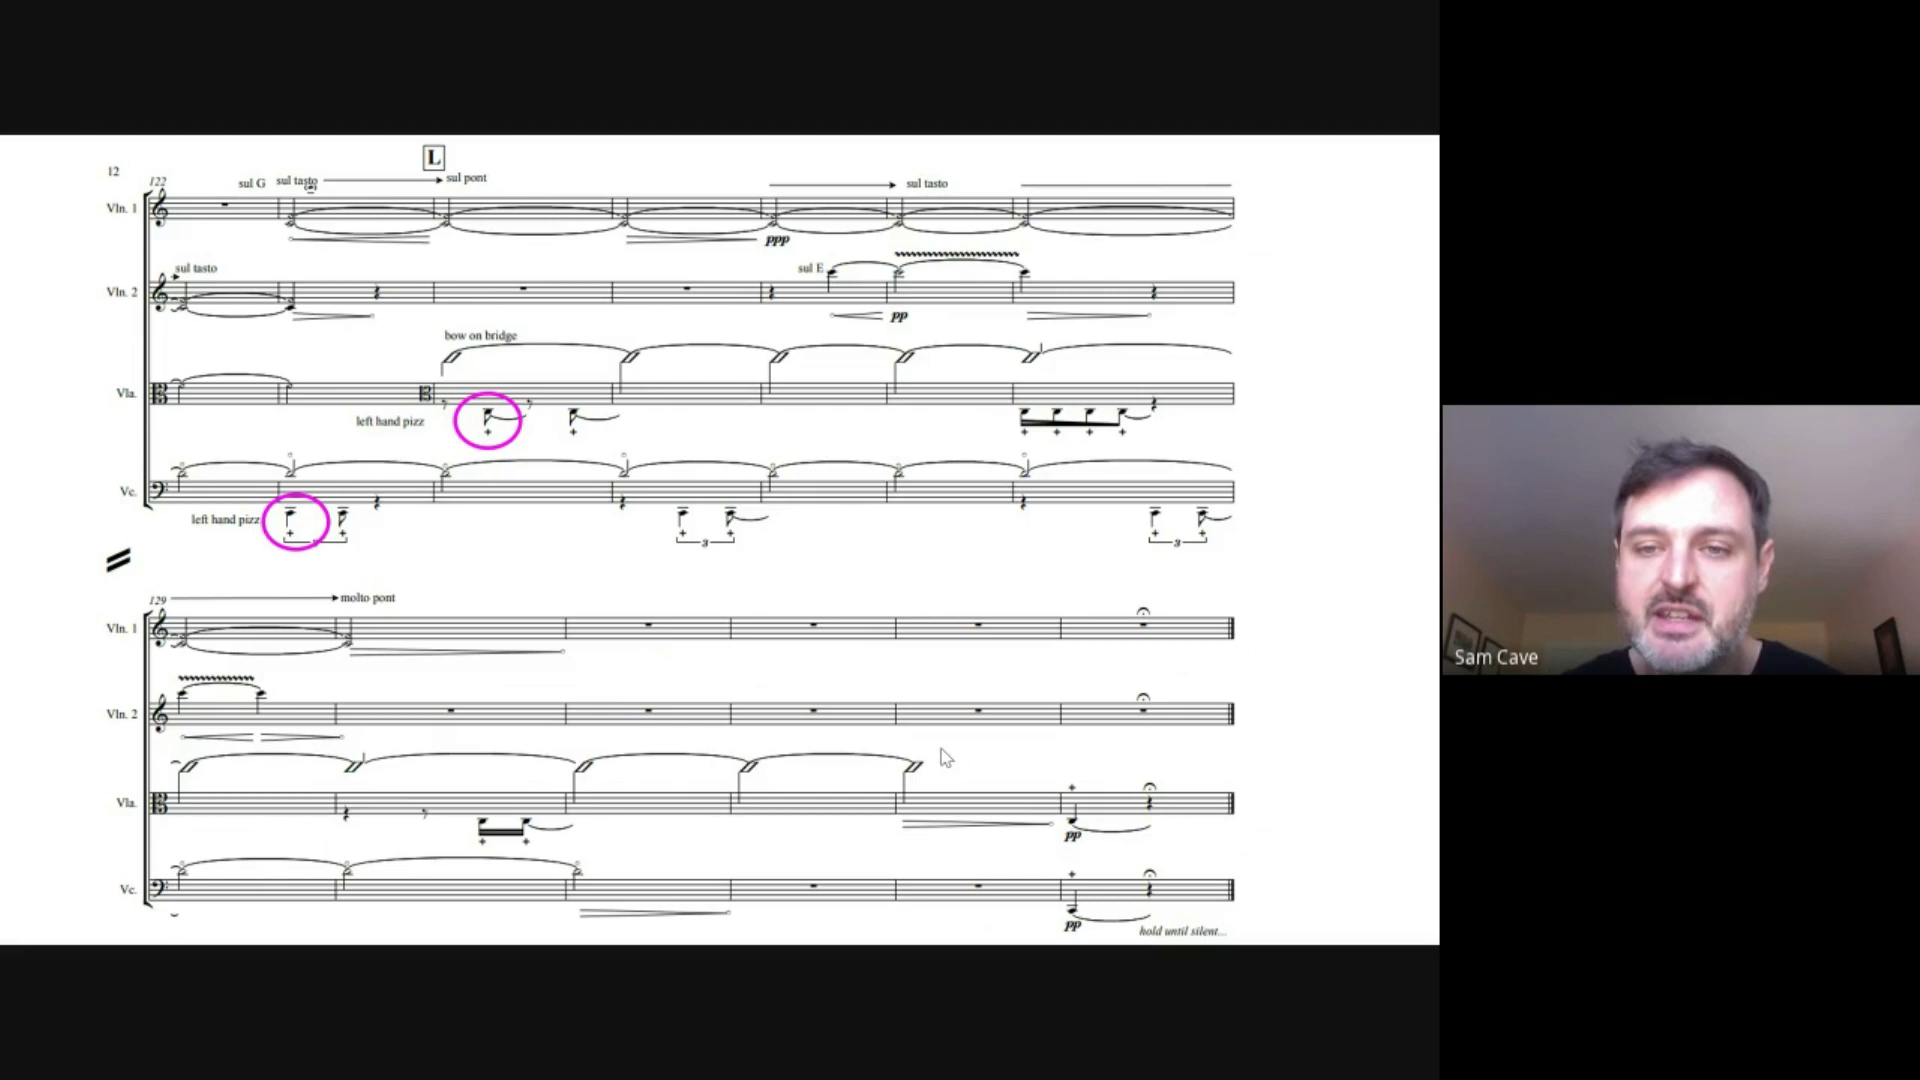 12
L
122
sul G sul tasto sul pont
sul tasto
Vln. 1
ppp
sul tasto
sul E
Vln. 2
pp
bow on bridge
Vla.
left hand pizz
Vc.
left hand pizz
3
3
129
molto pont
Vln. 1
Vln. 2
Vla.
pp
Vc.
pp
hold until silent...
Sam Cave